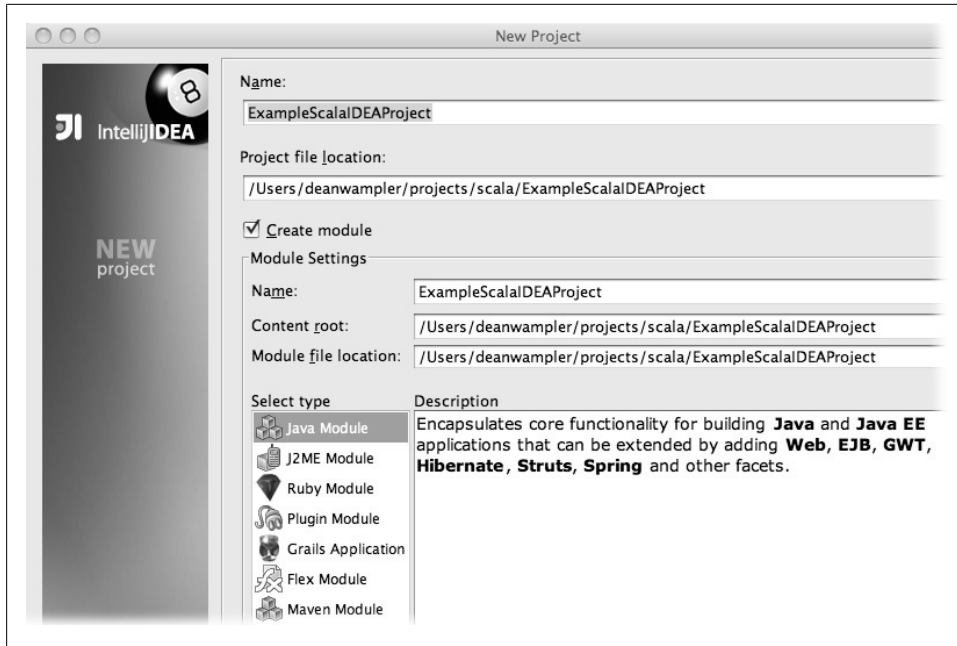 New Project
8
IntelliJIDEA
NEW
project
Name:
ExampleScalaIDEAProject
Project file location:
/Users/deanwampler/projects/scala/ExampleScalaIDEAProject
Create module
Module Settings
Name:
ExampleScalaIDEAProject
Content root:
/Users/deanwampler/projects/scala/ExampleScalaIDEAProject
Module file location:
/Users/deanwampler/projects/scala/ExampleScalaIDEAProject
Select type
Java Module
J2ME Module
Ruby Module
Plugin Module
Grails Application
Flex Module
Maven Module
Description
Encapsulates core functionality for building Java and Java EE
applications that can be extended by adding Web, EJB, GWT,
Hibernate, Struts, Spring and other facets.